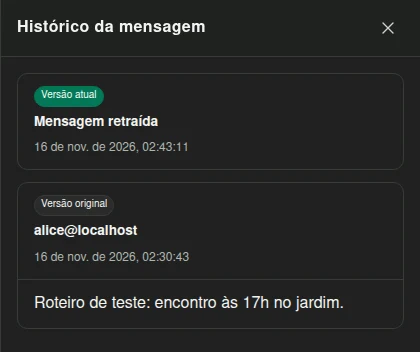 Histórico da mensagem
Versão atual
Mensagem retraída
16 de nov. de 2026, 02:43:11
Versão original
alice@localhost
16 de nov. de 2026, 02:30:43
Roteiro de teste: encontro às 17h no jardim.